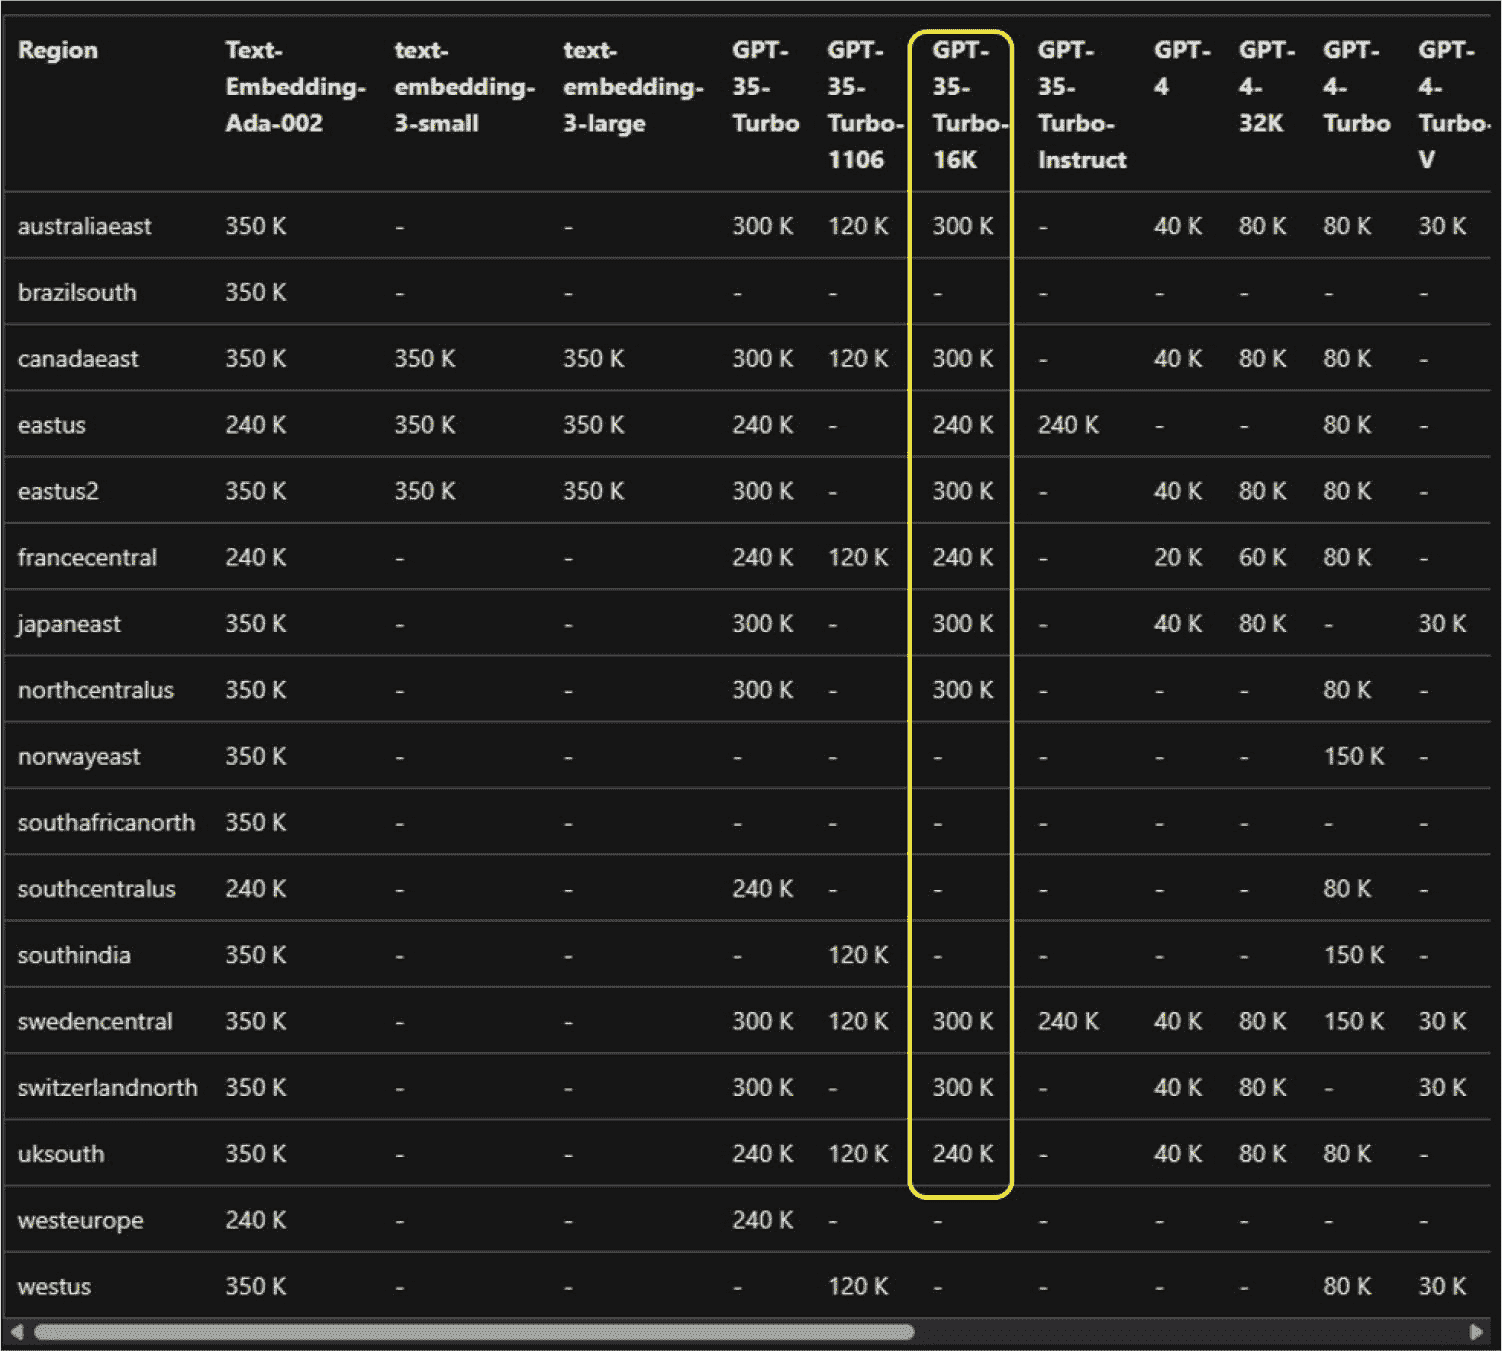 Region Text-Embedding-Ada-002 text-embedding-3-small text-embedding-3-large GPT-35-Turbo GPT-35-Turbo-1106 GPT-35-Turbo-16K GPT-35-Turbo-Instruct GPT-4 GPT-4-32K GPT-4-Turbo GPT-4-Turbo-V
australiaeast 350 K - - 300 K 120 K 300 K - 40 K 80 K 80 K 30 K
brazilsouth 350 K - - - - - - - - - -
canadaeast 350 K 350 K 350 K 300 K 120 K 300 K - 40 K 80 K 80 K -
eastus 240 K 350 K 350 K 240 K - 240 K 240 K - - 80 K -
eastus2 350 K 350 K 350 K 300 K - 300 K - 40 K 80 K 80 K -
francecentral 240 K - - 240 K 120 K 240 K - 20 K 60 K 80 K -
japaneast 350 K - - 300 K - 300 K - 40 K 80 K - 30 K
northcentralus 350 K - - 300 K - 300 K - - - 80 K -
norwayeast 350 K - - - - - - - - 150 K -
southafricanorth 350 K - - - - - - - - - -
southcentralus 240 K - - 240 K - - - - - 80 K -
southindia 350 K - - - 120 K - - - - 150 K -
swedencentral 350 K - - 300 K 120 K 300 K 240 K 40 K 80 K 150 K 30 K
switzerlandnorth 350 K - - 300 K - 300 K - 40 K 80 K - 30 K
uksouth 350 K - - 240 K 120 K 240 K - 40 K 80 K 80 K -
westeurope 240 K - - 240 K - - - - - - -
westus 350 K - - - 120 K - - - - 80 K 30 K